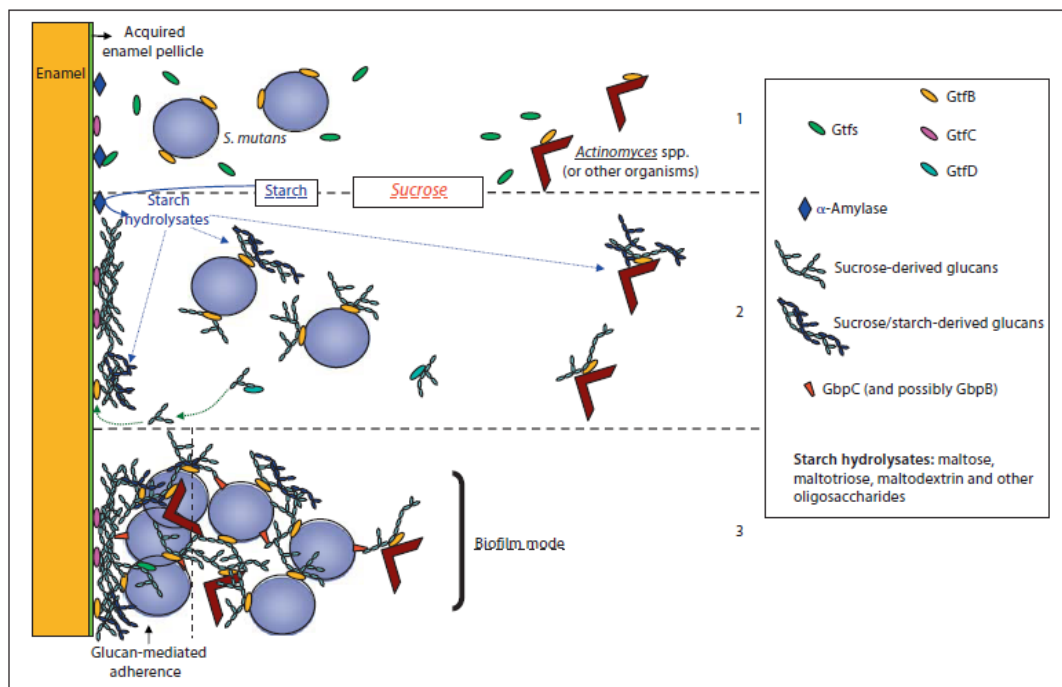 Acquired
enamel pellicle
Enamel
S. mutans
Actinomyces spp.
(or other organisms)
1
Starch
Sucrose
Starch
hydrolysates
2
Biofilm mode
3
Glucan-mediated
adherence
Gtfs
GtfB
GtfC
GtfD
α-Amylase
Sucrose-derived glucans
Sucrose/starch-derived glucans
GbpC (and possibly GbpB)
Starch hydrolysates: maltose,
maltotriose, maltodextrin and other
oligosaccharides